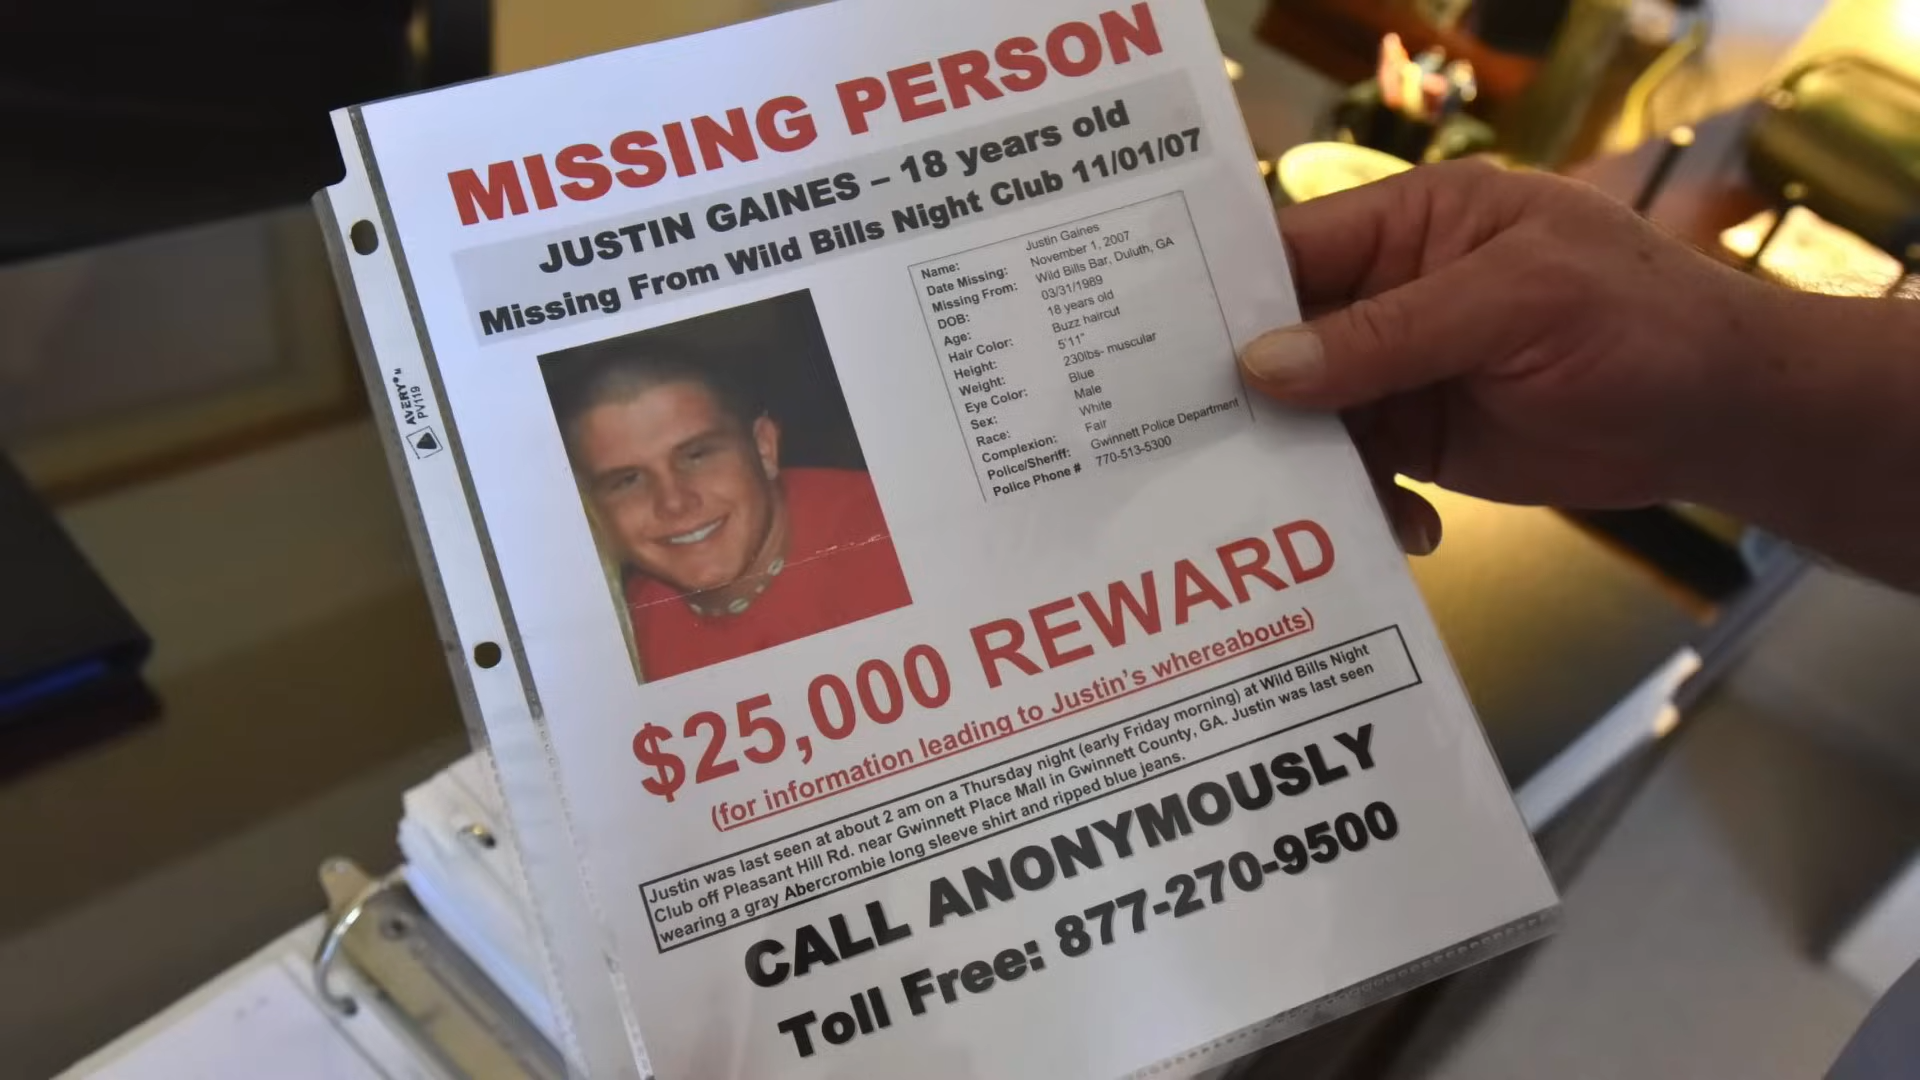 MISSING PERSON
JUSTIN GAINES – 18 years old
Missing From Wild Bills Night Club 11/01/07
Name: Justin Gaines
Date Missing: November 1, 2007
Missing From: Wild Bills Bar, Duluth, GA
DOB: 03/31/1989
Age: 18 years old
Hair Color: Buzz haircut
Height: 5'11"
Weight: 230lbs- muscular
Eye Color: Blue
Sex: Male
Race: White
Complexion: Fair
Police/Sheriff: Gwinnett Police Department
Police Phone # 770-513-5300
AVERY®
PV119
$25,000 REWARD
(for information leading to Justin's whereabouts)
Justin was last seen at about 2 am on a Thursday night (early Friday morning) at Wild Bills Night
Club off Pleasant Hill Rd. near Gwinnett Place Mall in Gwinnett County, GA. Justin was last seen
wearing a gray Abercrombie long sleeve shirt and ripped blue jeans.
CALL ANONYMOUSLY
Toll Free: 877-270-9500